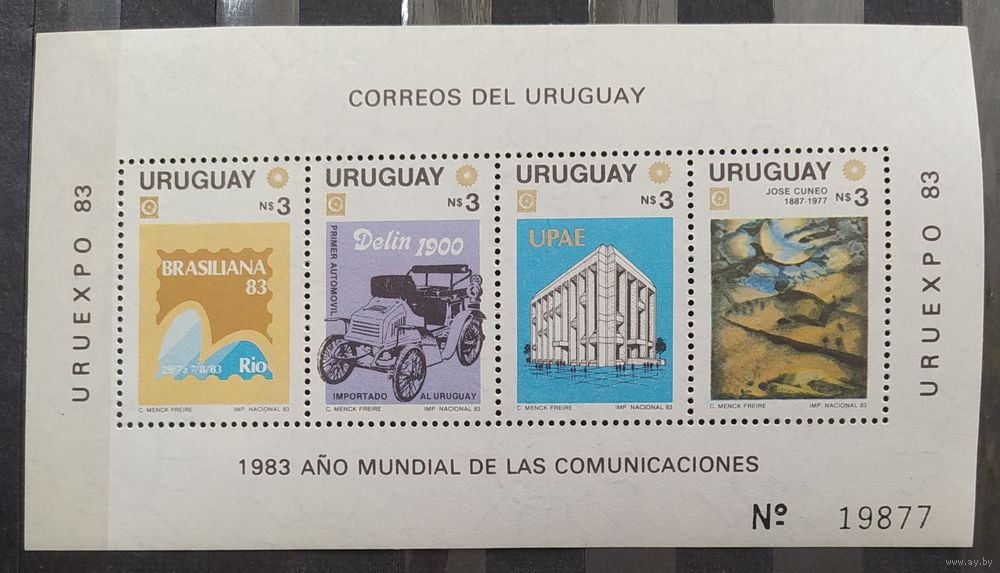 CORREOS DEL URUGUAY
URUEXPO 83
URUGUAY
N$ 3
BRASILIANA
83
29/7 a 7/8/83
Rio
C. MENCK FREIRE
IMP. NACIONAL 83
URUGUAY
N$ 3
Delin 1900
PRIMER AUTOMOVIL
IMPORTADO AL URUGUAY
C. MENCK FREIRE
IMP. NACIONAL 83
URUGUAY
N$ 3
UPAE
C. MENCK FREIRE
IMP. NACIONAL 83
URUGUAY
JOSE CUNEO
1887-1977
N$ 3
C. MENCK FREIRE
IMP. NACIONAL 83
URUEXPO 83
1983 AÑO MUNDIAL DE LAS COMUNICACIONES
Nº 19877
www.ay.by